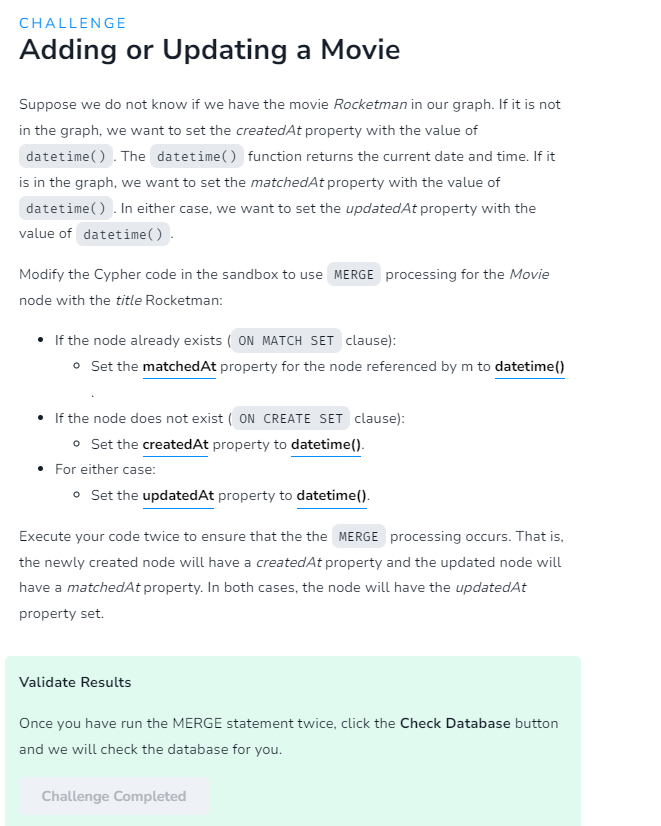 CHALLENGE
Adding or Updating a Movie
Suppose we do not know if we have the movie Rocketman in our graph. If it is not
in the graph, we want to set the createdAt property with the value of
datetime() . The datetime() function returns the current date and time. If it
is in the graph, we want to set the matchedAt property with the value of
datetime() . In either case, we want to set the updatedAt property with the
value of datetime() .
Modify the Cypher code in the sandbox to use MERGE processing for the Movie
node with the title Rocketman:
• If the node already exists ( ON MATCH SET clause):
◦ Set the matchedAt property for the node referenced by m to datetime()
.
• If the node does not exist ( ON CREATE SET clause):
◦ Set the createdAt property to datetime().
• For either case:
◦ Set the updatedAt property to datetime().
Execute your code twice to ensure that the the MERGE processing occurs. That is,
the newly created node will have a createdAt property and the updated node will
have a matchedAt property. In both cases, the node will have the updatedAt
property set.
Validate Results
Once you have run the MERGE statement twice, click the Check Database button
and we will check the database for you.
Challenge Completed